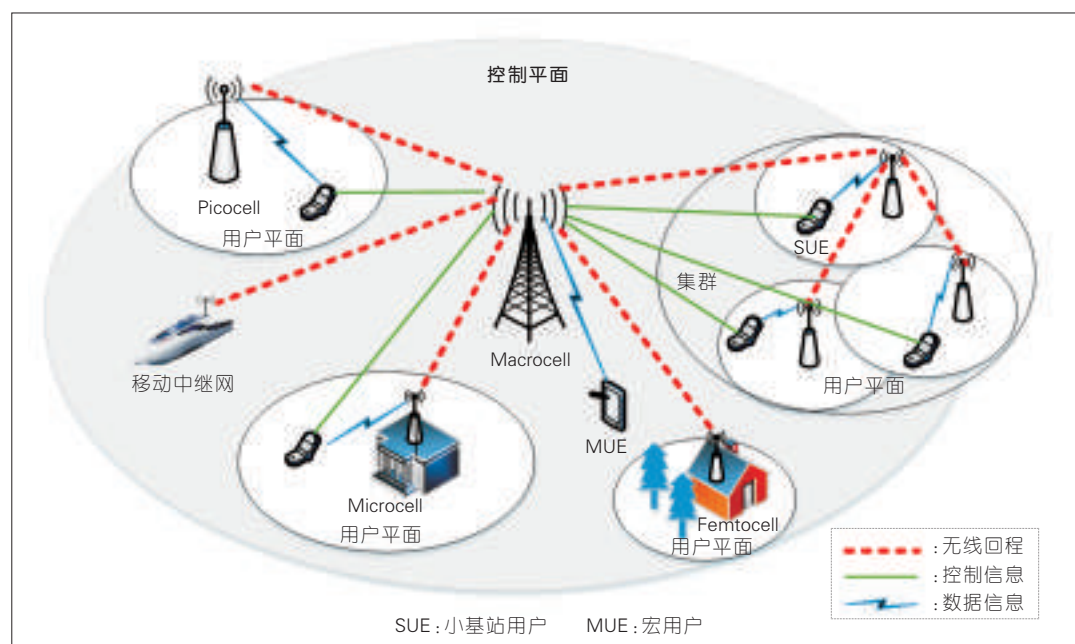 控制平面
Picocell
用户平面
SUE
集群
移动中继网
Macrocell
用户平面
MUE
Microcell
用户平面
Femtocell
用户平面
:无线回程
:控制信息
:数据信息
SUE:小基站用户 MUE:宏用户